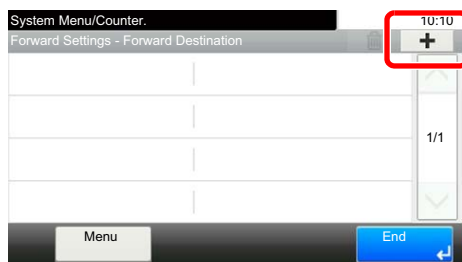 System Menu/Counter.
10:10
Forward Settings - Forward Destination
+
1/1
Menu
End